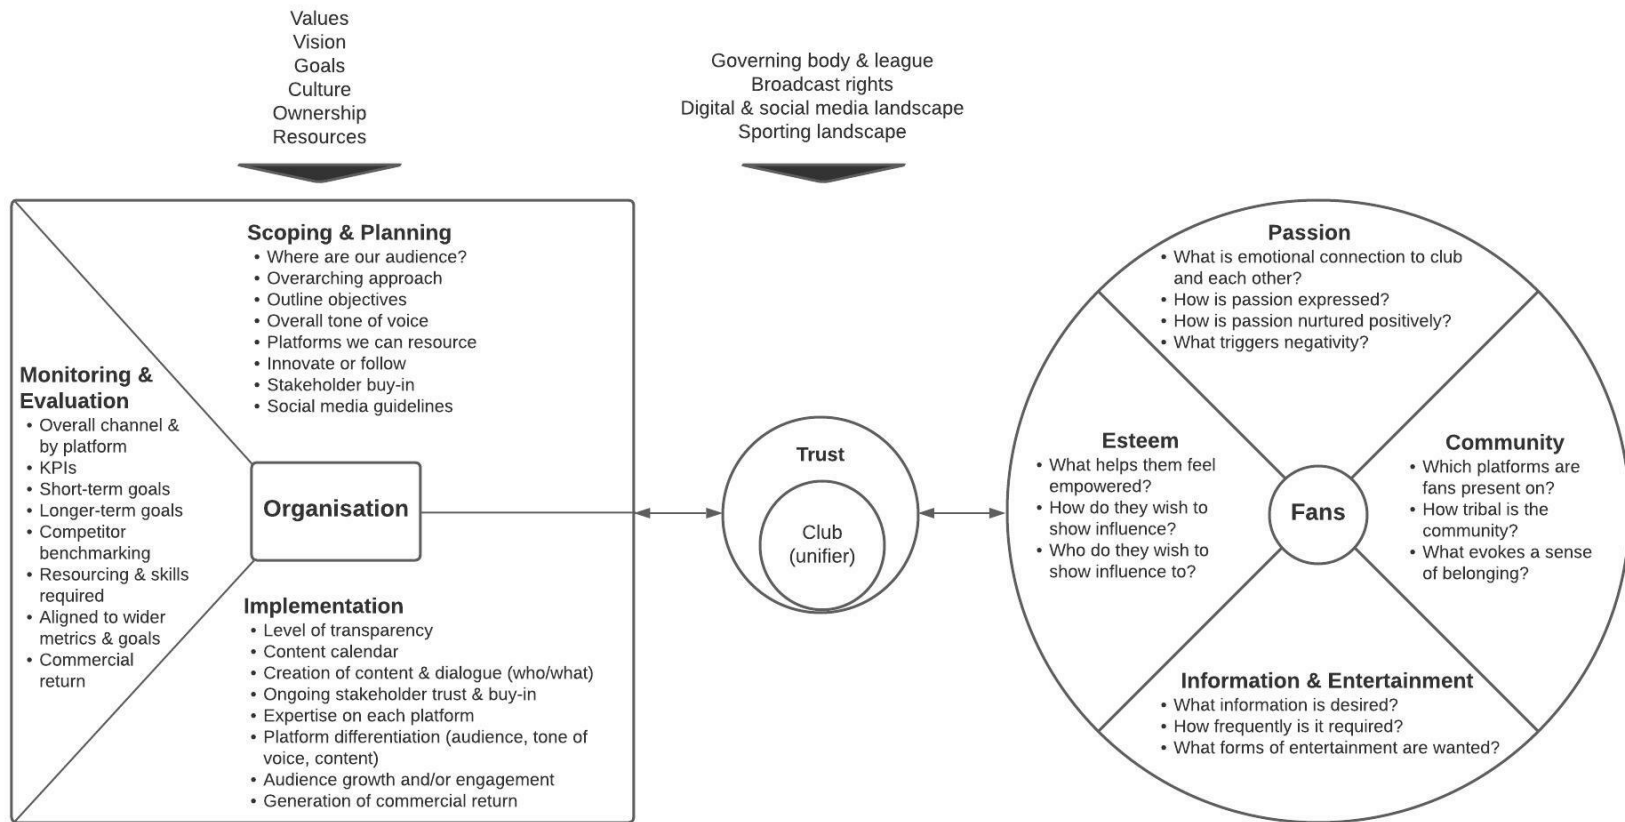 Values
Vision
Goals
Culture
Ownership
Resources
Governing body & league
Broadcast rights
Digital & social media landscape
Sporting landscape
Scoping & Planning
• Where are our audience?
• Overarching approach
• Outline objectives
• Overall tone of voice
• Platforms we can resource
• Innovate or follow
• Stakeholder buy-in
• Social media guidelines
Monitoring &
Evaluation
• Overall channel &
by platform
• KPIs
• Short-term goals
• Longer-term goals
• Competitor
benchmarking
• Resourcing & skills
required
• Aligned to wider
metrics & goals
• Commercial
return
Organisation
Implementation
• Level of transparency
• Content calendar
• Creation of content & dialogue (who/what)
• Ongoing stakeholder trust & buy-in
• Expertise on each platform
• Platform differentiation (audience, tone of
voice, content)
• Audience growth and/or engagement
• Generation of commercial return
Trust
Club
(unifier)
Passion
• What is emotional connection to club
and each other?
• How is passion expressed?
• How is passion nurtured positively?
• What triggers negativity?
Esteem
• What helps them feel
empowered?
• How do they wish to
show influence?
• Who do they wish to
show influence to?
Fans
Community
• Which platforms are
fans present on?
• How tribal is the
community?
• What evokes a sense
of belonging?
Information & Entertainment
• What information is desired?
• How frequently is it required?
• What forms of entertainment are wanted?